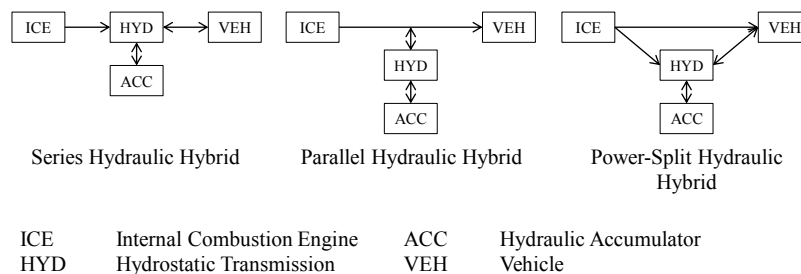 ICE HYD VEH ICE VEH ICE VEH
HYD HYD
ACC
ACC ACC
Series Hydraulic Hybrid Parallel Hydraulic Hybrid Power-Split Hydraulic
Hybrid
ICE Internal Combustion Engine ACC Hydraulic Accumulator
HYD Hydrostatic Transmission VEH Vehicle